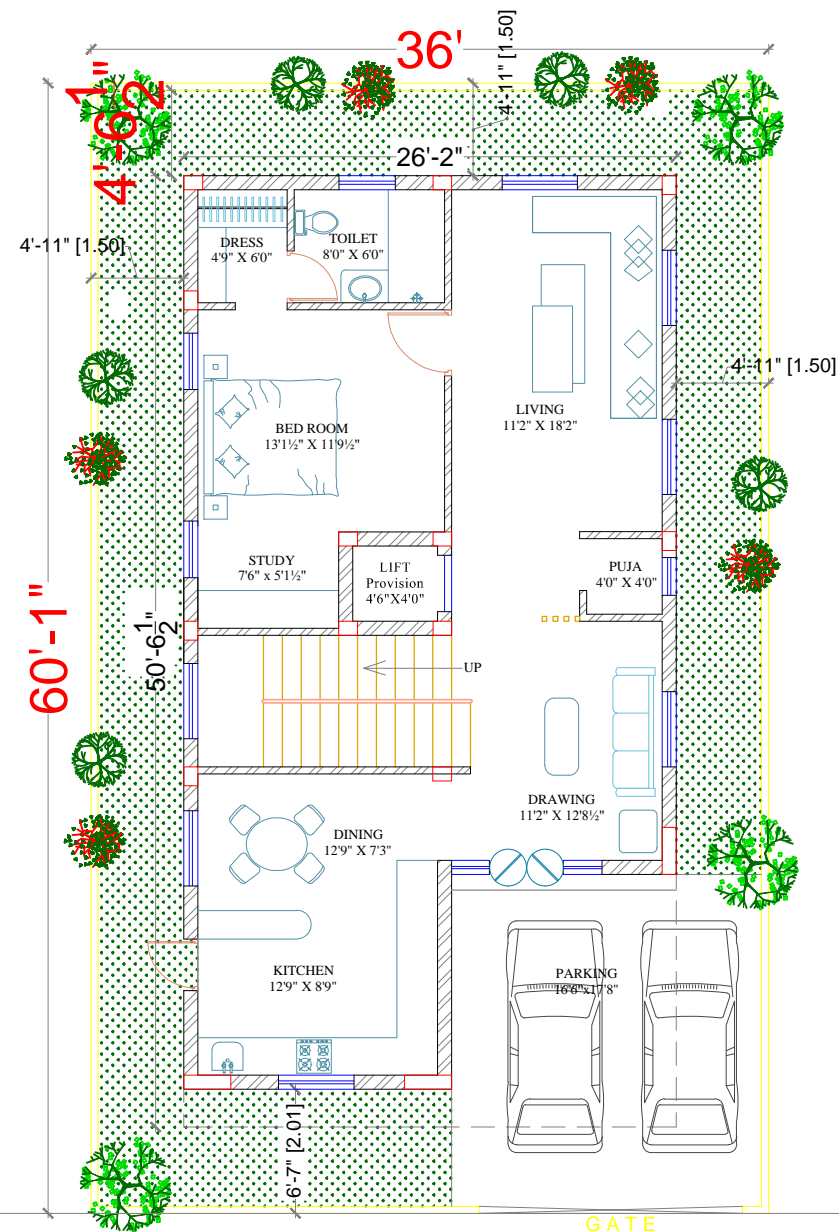 36'
4'-6 1/2"
4'-11" [1.50]
26'-2"
4'-11" [1.50]
DRESS
4'9" X 6'0"
TOILET
8'0" X 6'0"
4'-11" [1.50]
LIVING
11'2" X 18'2"
BED ROOM
13'1½" X 11'9½"
STUDY
7'6" x 5'1½"
LIFT
Provision
4'6"X4'0"
PUJA
4'0" X 4'0"
60'-1"
50'-6 1/2"
UP
DRAWING
11'2" X 12'8½"
DINING
12'9" X 7'3"
KITCHEN
12'9" X 8'9"
PARKING
16'6"x17'8"
6'-7" [2.01]
GATE